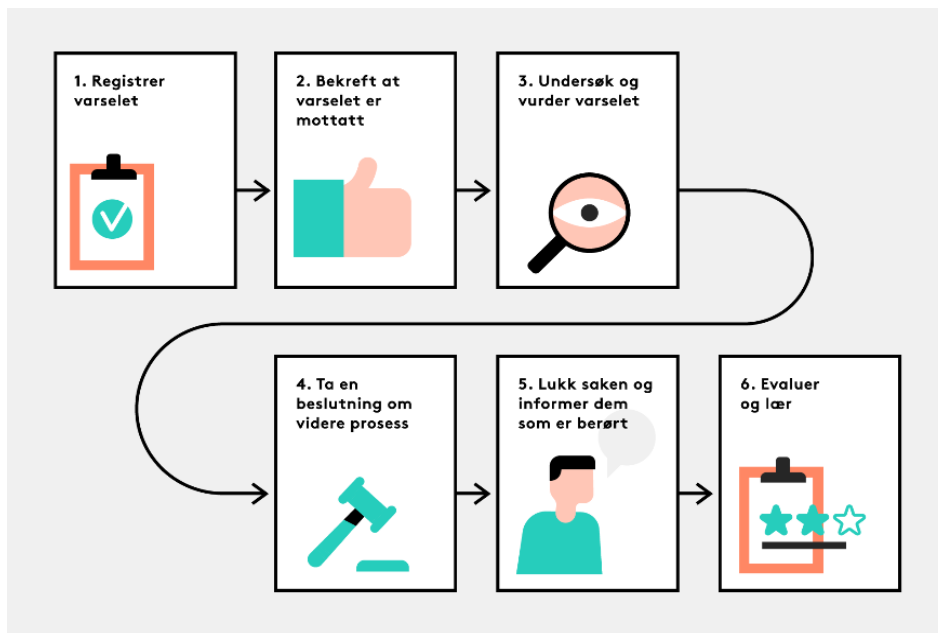 1. Registrer
varselet
2. Bekreft at
varselet er
mottatt
3. Undersøk og
vurder varselet
4. Ta en
beslutning om
videre prosess
5. Lukk saken og
informer dem
som er berørt
6. Evaluer
og lær